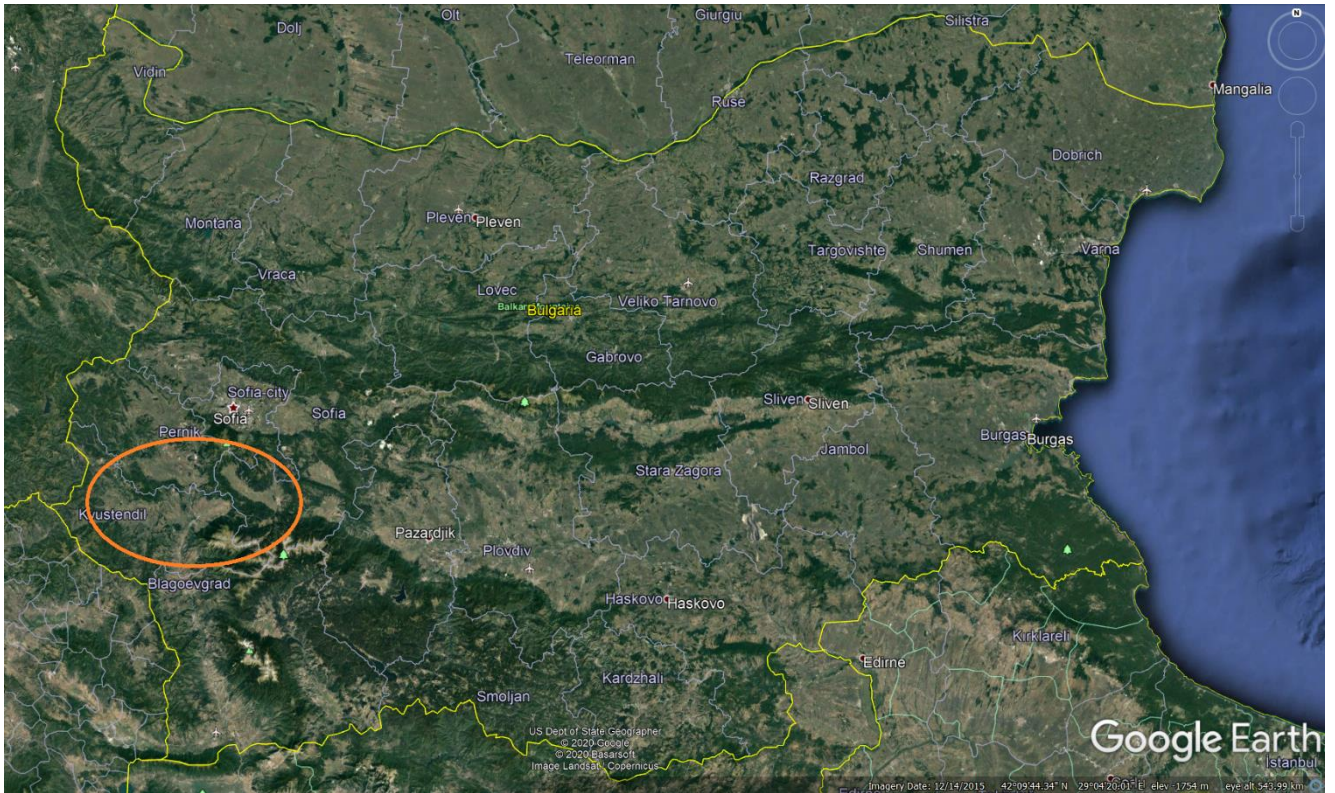 Olt
Giurgiu
N
Dolj
Silistra
Teleorman
Vidin
Mangalia
Ruse
Dobrich
Razgrad
Montana
Pleven Pleven
Targovishte
Shumen
Varna
Vraca
Lovec
Veliko Tarnovo
Bulgaria
Gabrovo
Sofia-city
Sofia
Sofia
Sliven Sliven
Pernik
Burgas Burgas
Jambol
Stara Zagora
Kyustendil
Pazardjik
Plovdiv
Blagoevgrad
Haskovo Haskovo
Kirklareli
Edirne
Kardzhali
Smoljan
US Dept of State Geographer
© 2020 Google
© 2020 Basarsoft
Image Landsat / Copernicus
Google Earth
Istanbul
Imagery Date: 12/14/2015 42°09'44.34" N 29°04'20.01" E elev -1754 m eye alt 543.99 km